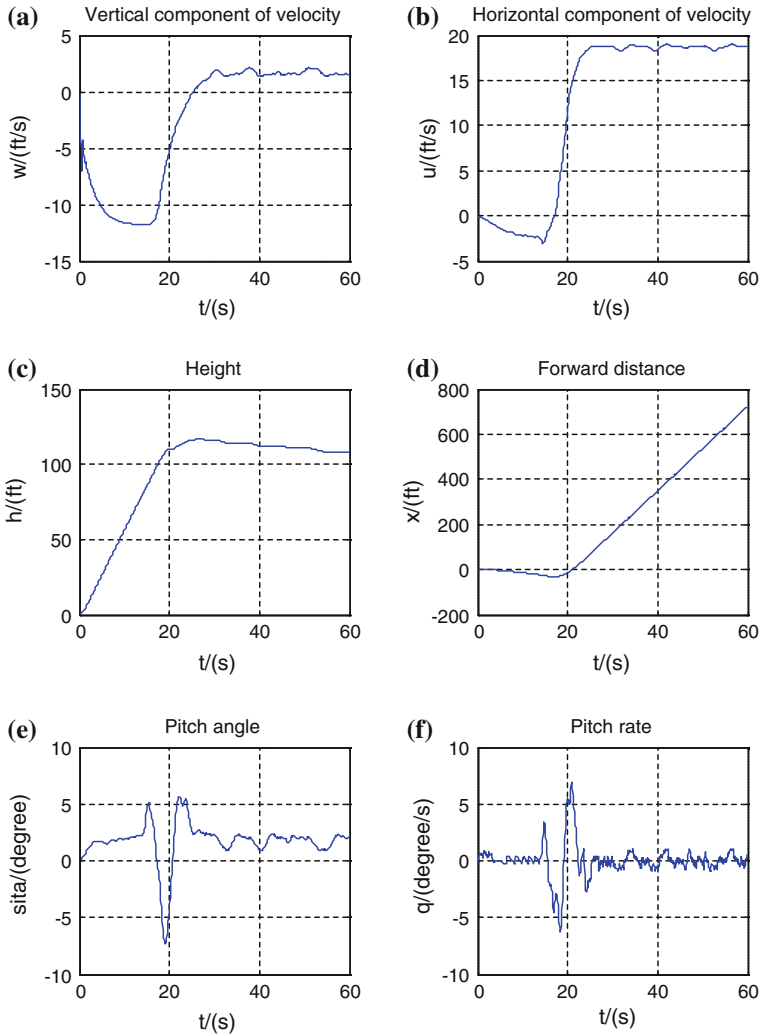 (a) Vertical component of velocity
5
0
-5
-10
-15
0 20 40 60
w/(ft/s)
t/(s)
(b) Horizontal component of velocity
20
15
10
5
0
-5
0 20 40 60
u/(ft/s)
t/(s)
(c) Height
150
100
50
0
0 20 40 60
h/(ft)
t/(s)
(d) Forward distance
800
600
400
200
0
-200
0 20 40 60
x/(ft)
t/(s)
(e) Pitch angle
10
5
0
-5
-10
0 20 40 60
sita/(degree)
t/(s)
(f) Pitch rate
10
5
0
-5
-10
0 20 40 60
q/(degree/s)
t/(s)